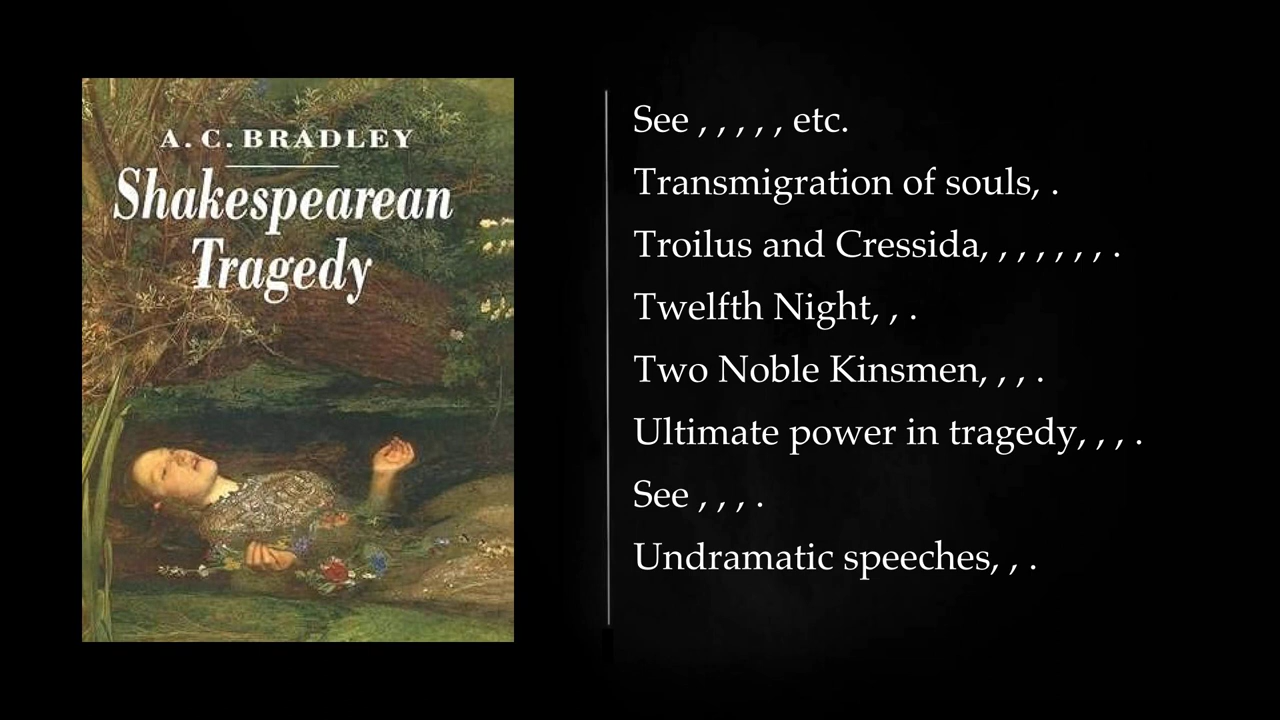 A. C. BRADLEY
Shakespearean
Tragedy
See , , , , , etc.
Transmigration of souls, .
Troilus and Cressida, , , , , , , .
Twelfth Night, , .
Two Noble Kinsmen, , , .
Ultimate power in tragedy, , , .
See , , , .
Undramatic speeches, , .